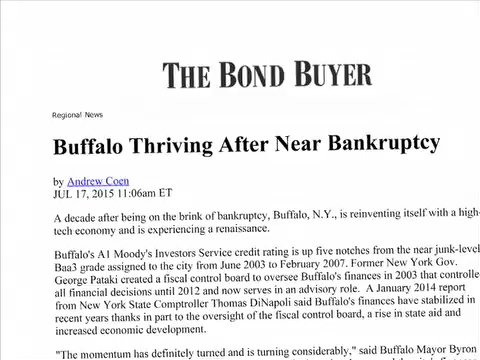 THE BOND BUYER
Regional News
Buffalo Thriving After Near Bankruptcy
by Andrew Coen
JUL 17, 2015 11:06am ET
A decade after being on the brink of bankruptcy, Buffalo, N.Y., is reinventing itself with a high-
tech economy and is experiencing a renaissance.
Buffalo's A1 Moody's Investors Service credit rating is up five notches from the near junk-level
Baa3 grade assigned to the city from June 2003 to February 2007. Former New York Gov.
George Pataki created a fiscal control board to oversee Buffalo's finances in 2003 that controlle
all financial decisions until 2012 and now serves in an advisory role. A January 2014 report
from New York State Comptroller Thomas DiNapoli said Buffalo's finances have stabilized in
recent years thanks in part to the oversight of the fiscal control board, a rise in state aid and
increased economic development.
"The momentum has definitely turned and is turning considerably," said Buffalo Mayor Byron